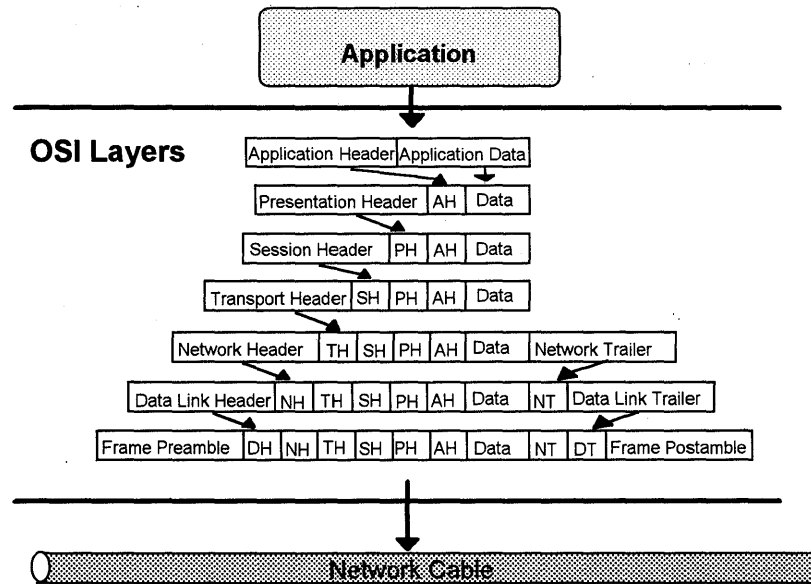 Application
OSI Layers
Application Header Application Data
Presentation Header AH Data
Session Header PH AH Data
Transport Header SH PH AH Data
Network Header TH SH PH AH Data Network Trailer
Data Link Header NH TH SH PH AH Data NT Data Link Trailer
Frame Preamble DH NH TH SH PH AH Data NT DT Frame Postamble
Network Cable